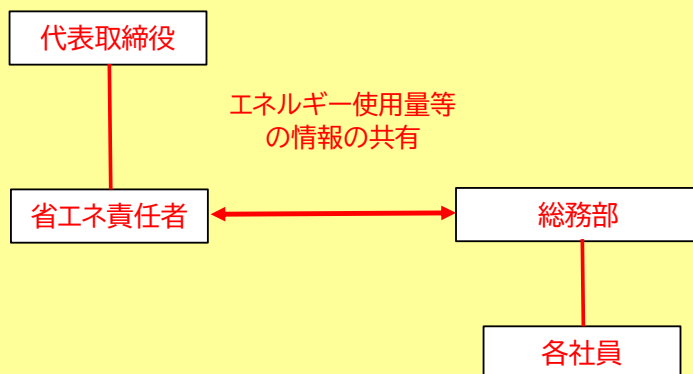 代表取締役
エネルギー使用量等
の情報の共有
省エネ責任者
総務部
各社員